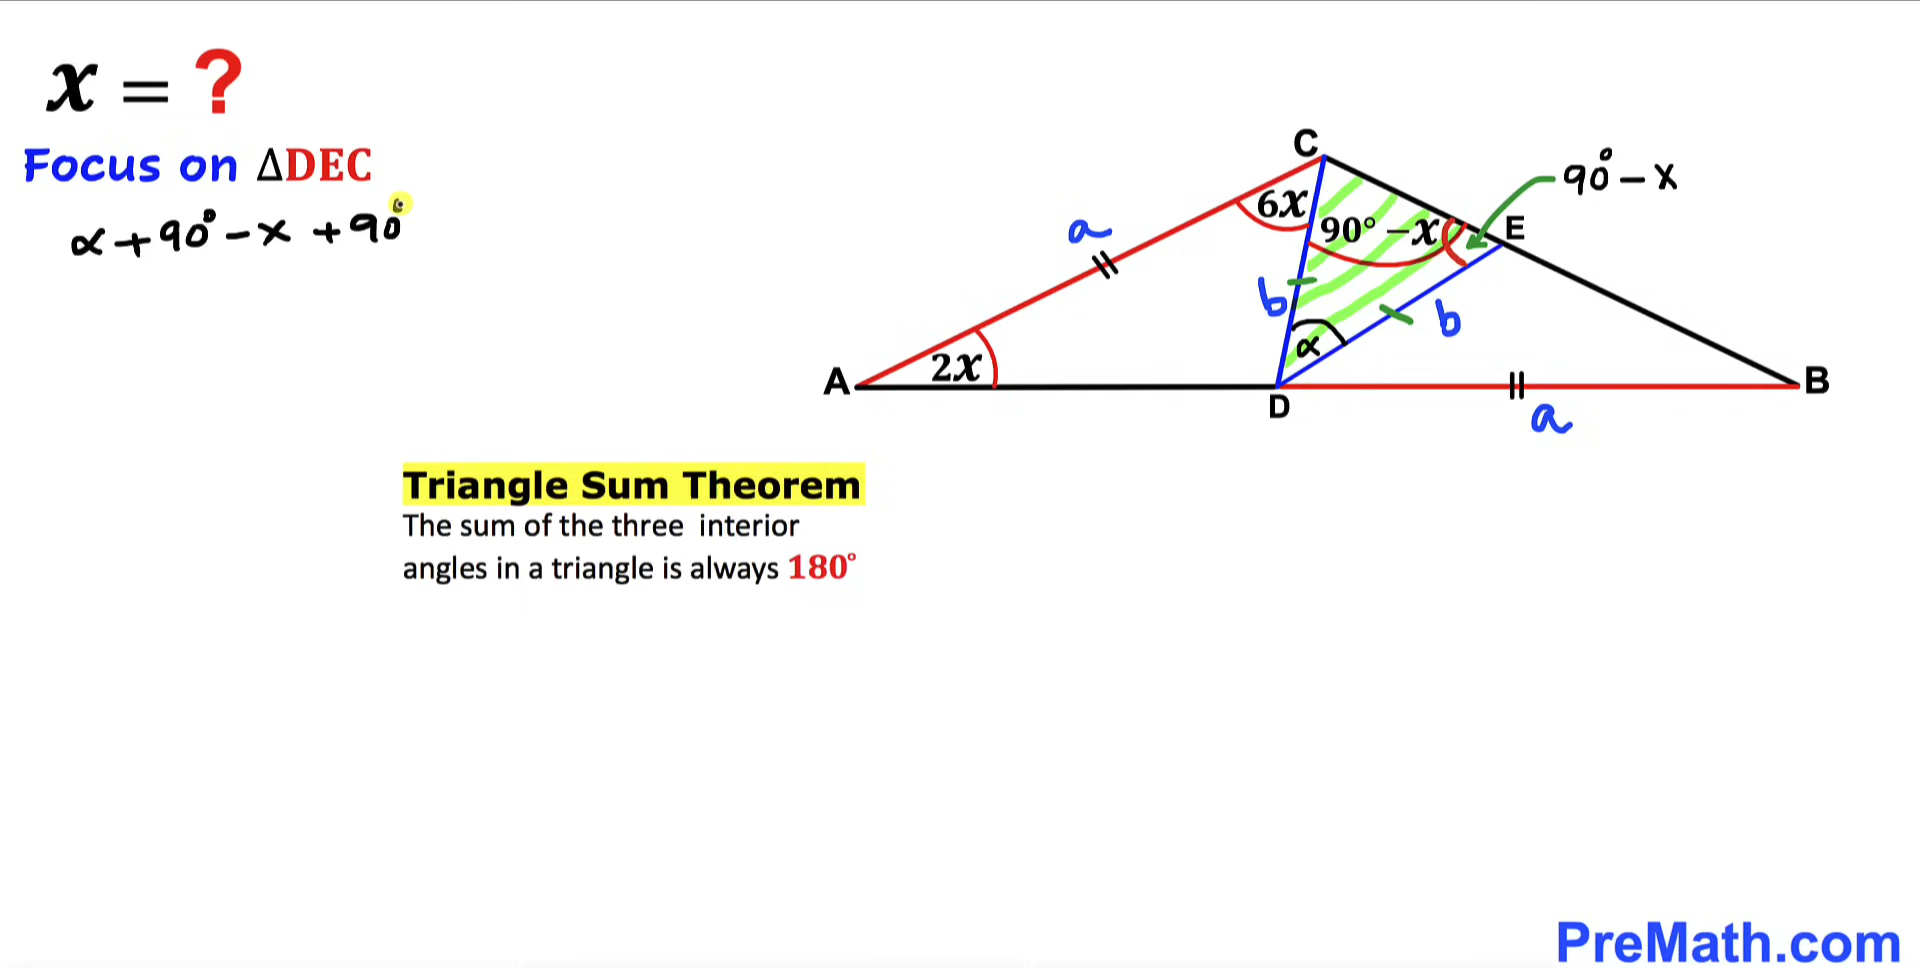 x = ?
Focus on ΔDEC
α + 90° - x + 90°
C
6x
90° - x
90° - x
E
a
b
b
α
2x
A
D
B
a
Triangle Sum Theorem
The sum of the three interior
angles in a triangle is always 180°
PreMath.com